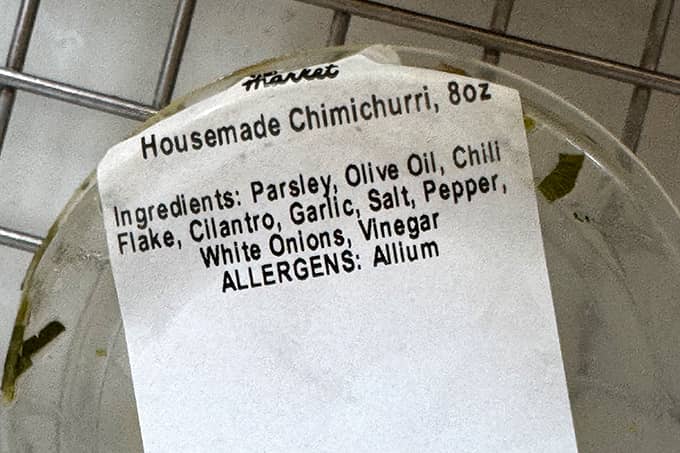 Market
Housemade Chimichurri, 8oz
Ingredients: Parsley, Olive Oil, Chili
Flake, Cilantro, Garlic, Salt, Pepper,
White Onions, Vinegar
ALLERGENS: Allium